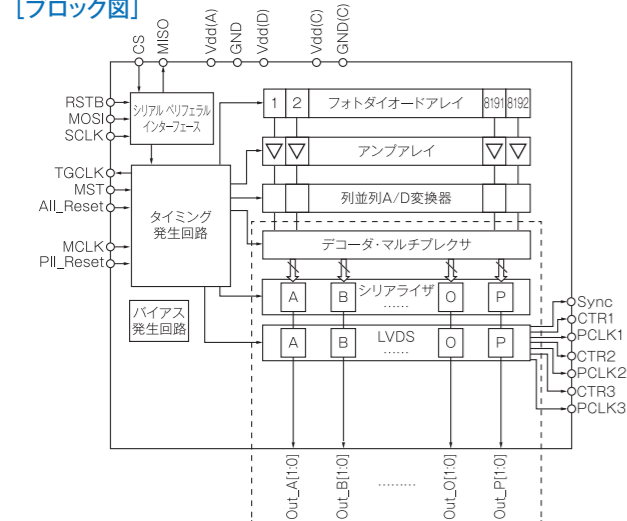 [ブロック図]
CS
MISO
Vdd(A)
GND
Vdd(D)
Vdd(C)
GND(C)
RSTB
MOSI
SCLK
シリアル ペリフェラル
インターフェース
1
2
フォトダイオードアレイ
8191
8192
アンプアレイ
TGCLK
MST
All_Reset
MCLK
Pll_Reset
タイミング
発生回路
列並列A/D変換器
デコーダ・マルチプレクサ
A
B
シリアライザ
......
O
P
バイアス
発生回路
A
B
LVDS
......
O
P
Sync
CTR1
PCLK1
CTR2
PCLK2
CTR3
PCLK3
Out_A[1:0]
Out_B[1:0]
.........
Out_O[1:0]
Out_P[1:0]